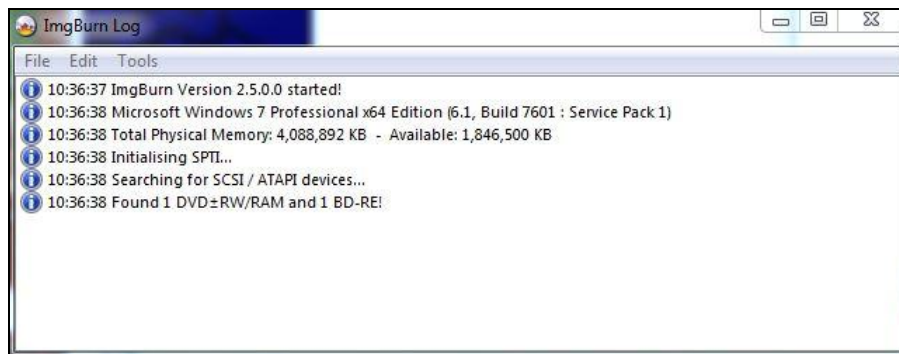 ImgBurn Log
File Edit Tools
10:36:37 ImgBurn Version 2.5.0.0 started!
10:36:38 Microsoft Windows 7 Professional x64 Edition (6.1, Build 7601 : Service Pack 1)
10:36:38 Total Physical Memory: 4,088,892 KB - Available: 1,846,500 KB
10:36:38 Initialising SPTI...
10:36:38 Searching for SCSI / ATAPI devices...
10:36:38 Found 1 DVD±RW/RAM and 1 BD-RE!